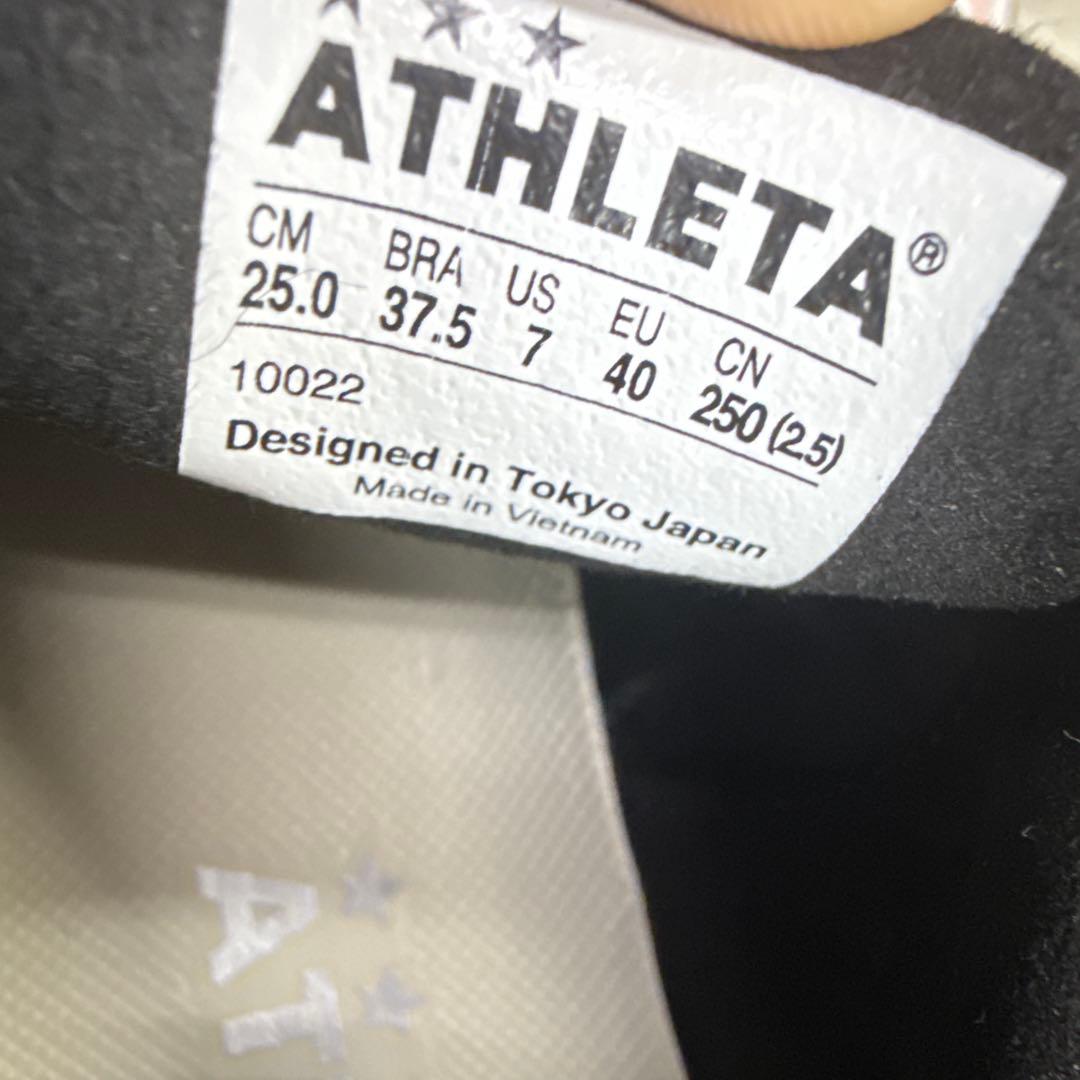 ATHLETA®
CM BRA US EU CN
25.0 37.5 7 40 250 (2.5)
10022
Designed in Tokyo Japan
Made in Vietnam
AT